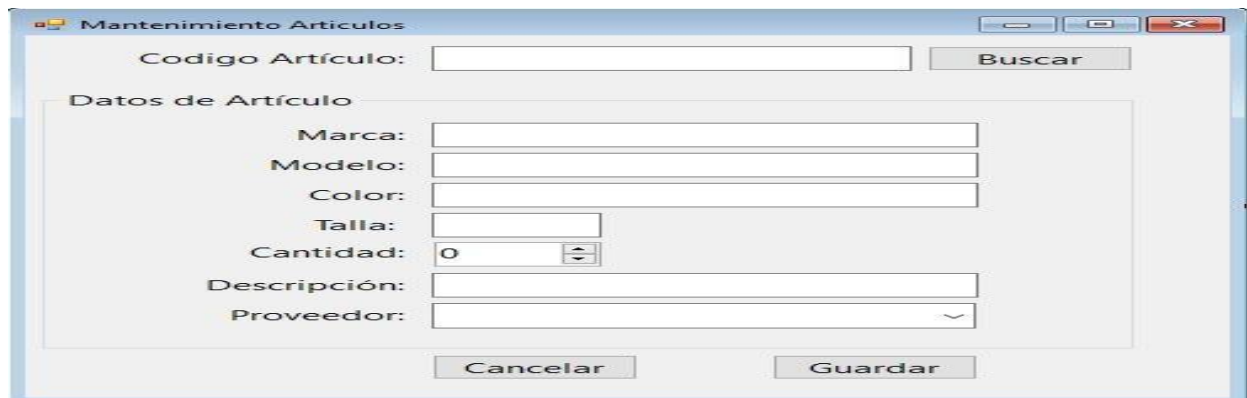 Mantenimiento Articulos
Codigo Artículo: Buscar
Datos de Artículo
Marca:
Modelo:
Color:
Talla:
Cantidad: 0
Descripción:
Proveedor:
Cancelar Guardar